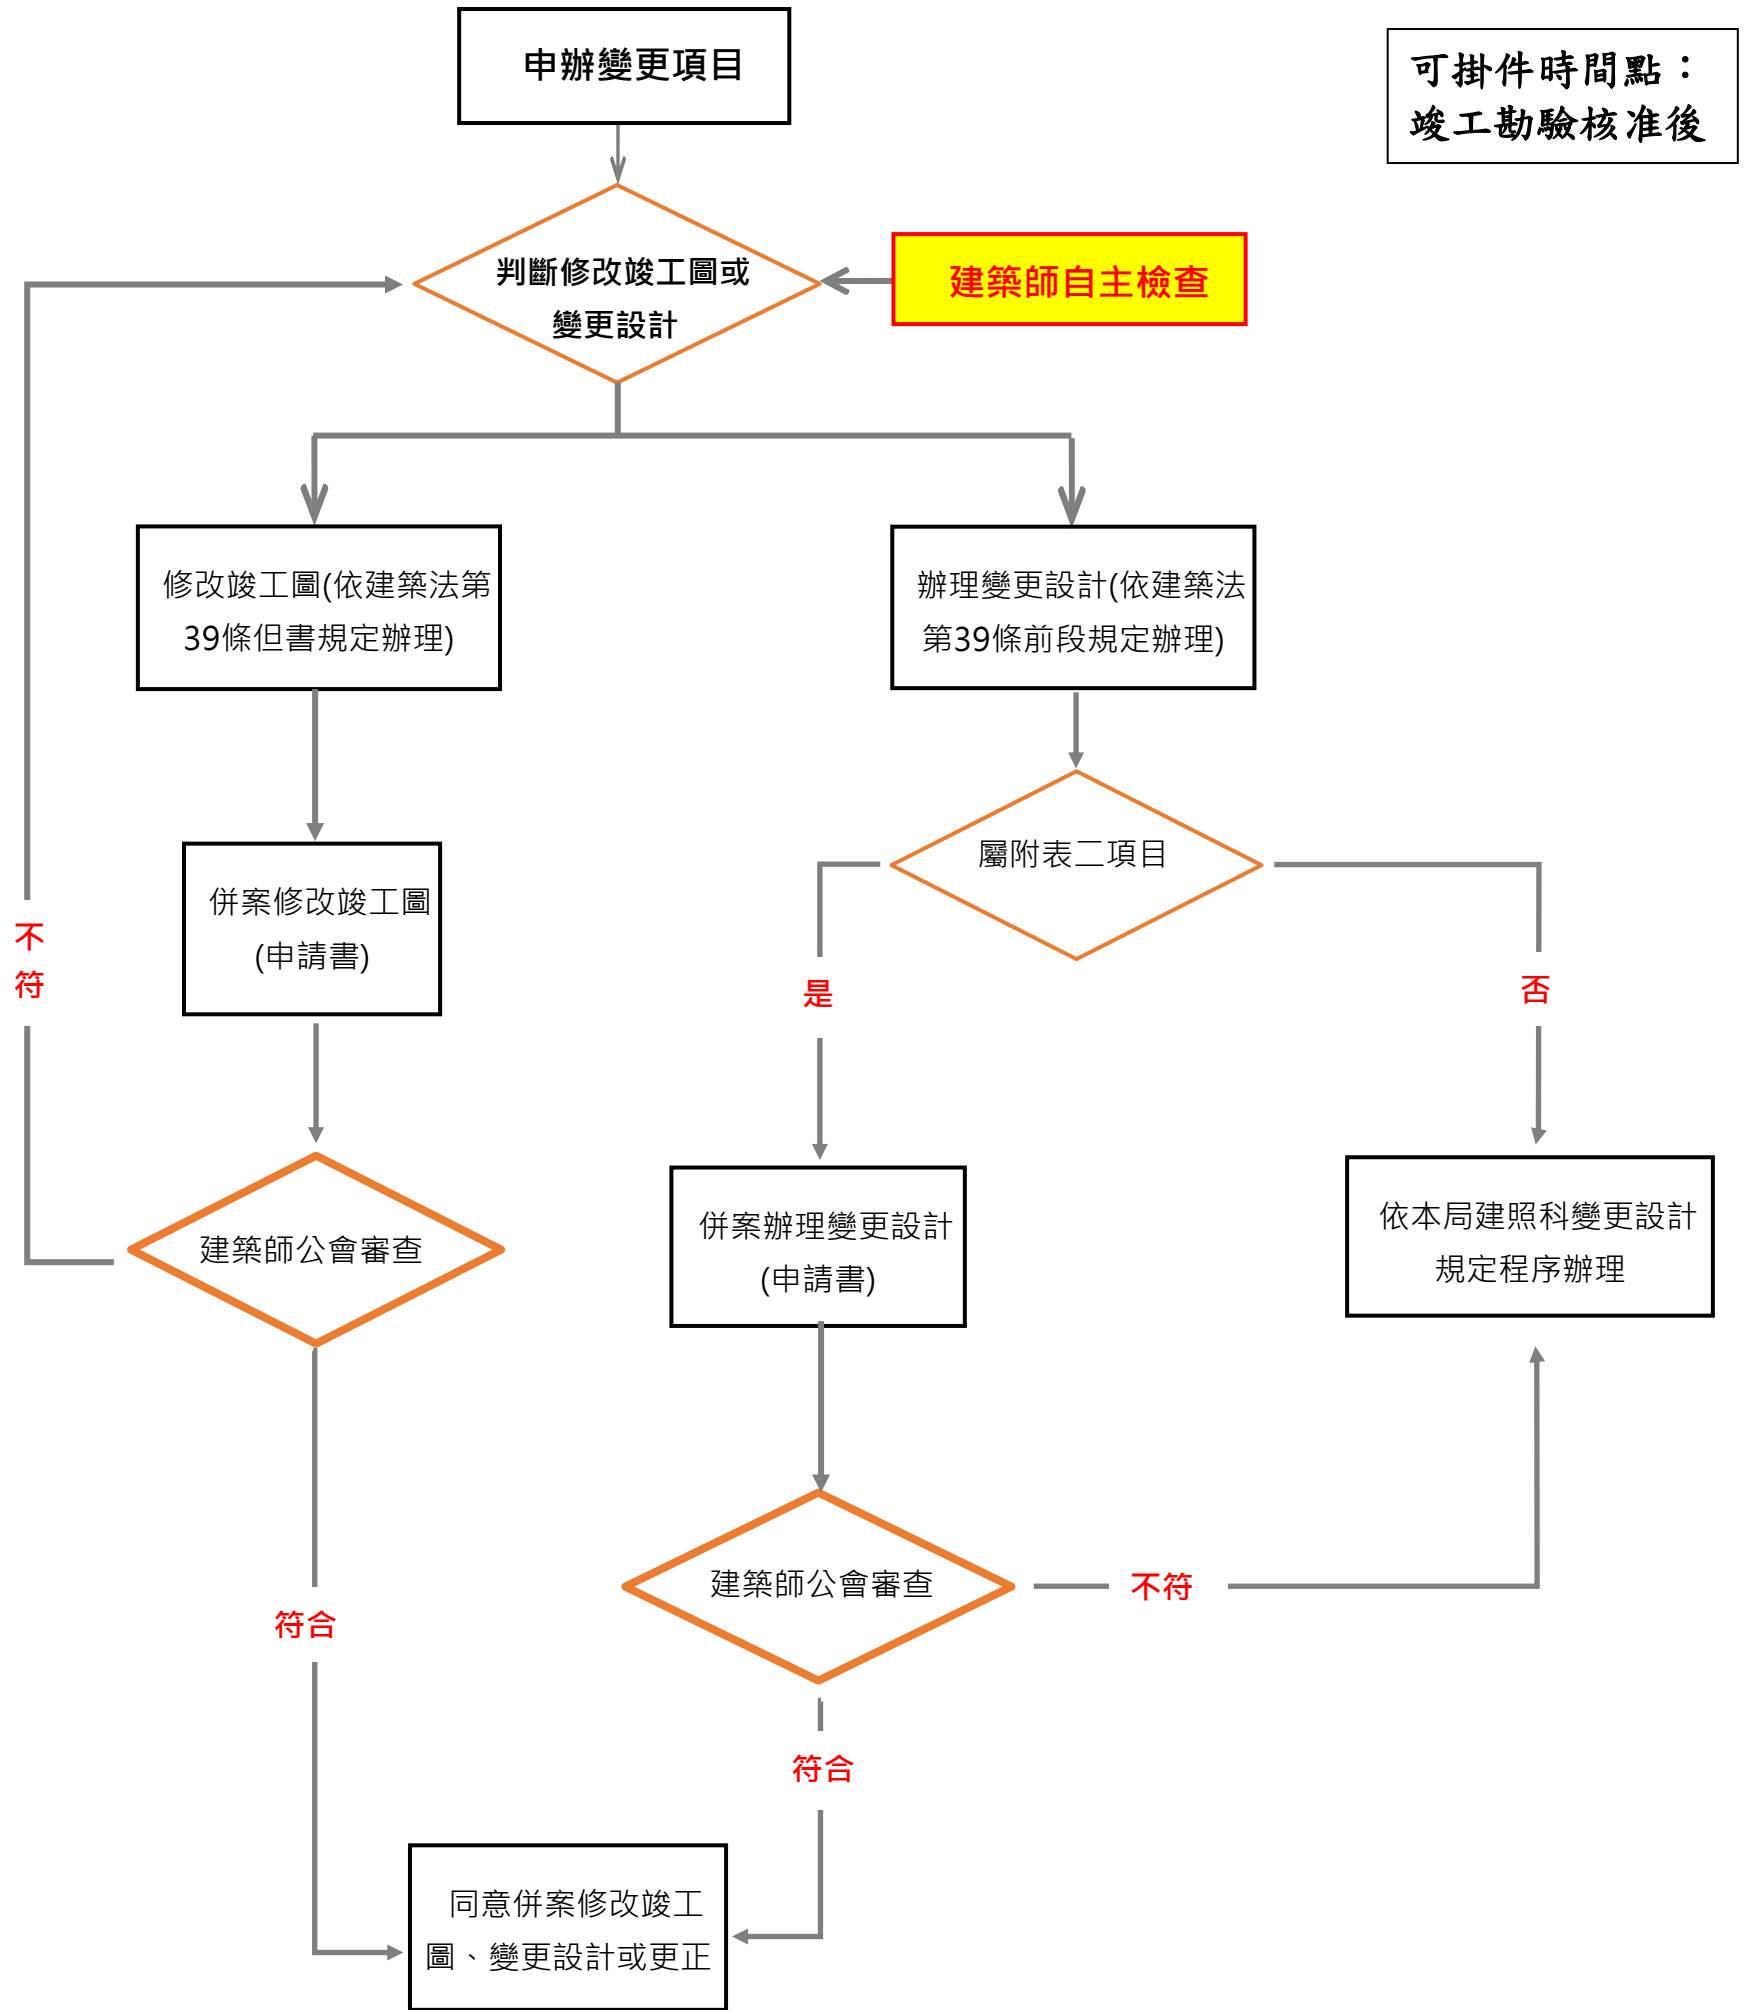 申辦變更項目
可掛件時間點：
竣工勘驗核准後
判斷修改竣工圖或
變更設計
建築師自主檢查
修改竣工圖(依建築法第
39條但書規定辦理)
辦理變更設計(依建築法
第39條前段規定辦理)
屬附表二項目
併案修改竣工圖
(申請書)
不
符
是
否
建築師公會審查
併案辦理變更設計
(申請書)
依本局建照科變更設計
規定程序辦理
建築師公會審查
不符
符合
符合
同意併案修改竣工
圖、變更設計或更正